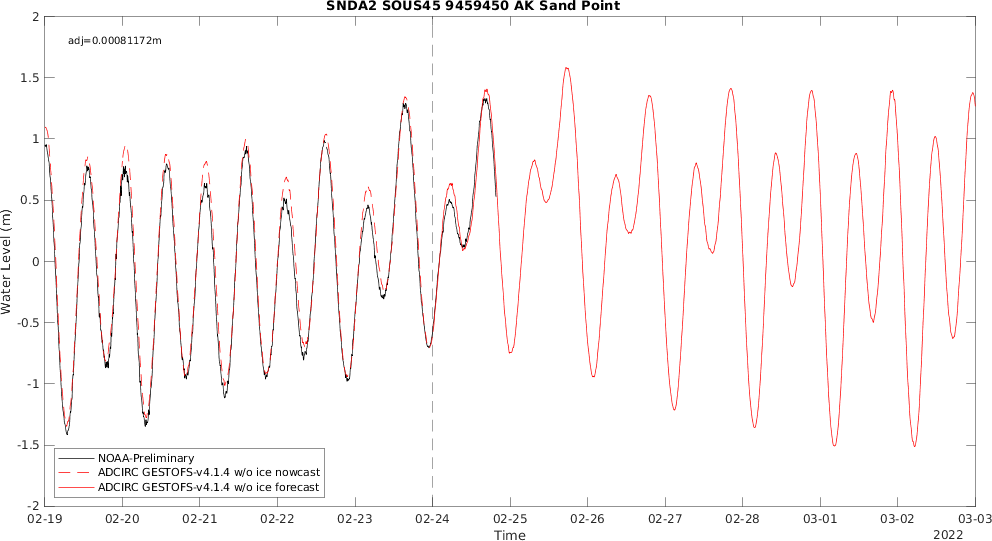 SNDA2 SOUS45 9459450 AK Sand Point
adj=0.00081172m
2
1.5
1
0.5
0
-0.5
-1
-1.5
-2
Water Level (m)
NOAA-Preliminary
ADCIRC GESTOFS-v4.1.4 w/o ice nowcast
ADCIRC GESTOFS-v4.1.4 w/o ice forecast
02-19 02-20 02-21 02-22 02-23 02-24 02-25 02-26 02-27 02-28 03-01 03-02 03-03
Time
2022